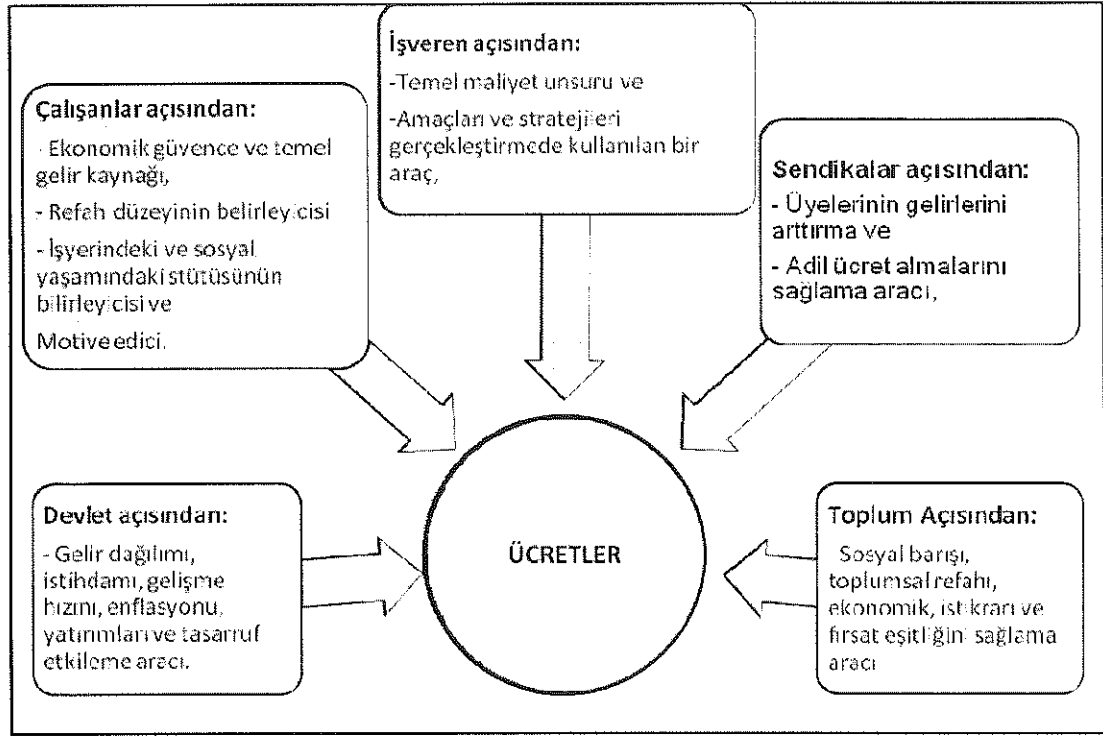 İşveren açısından:
-Temel maliyet unsuru ve
-Amaçları ve stratejileri
gerçekleştirmede kullanılan bir
araç,
Çalışanlar açısından:
- Ekonomik güvence ve temel
gelir kaynağı,
- Refah düzeyinin belirleyicisi
- İşyerindeki ve sosyal
yaşamındaki stütüsünün
bilirleyicisi ve
Motive edici.
Sendikalar açısından:
- Üyelerinin gelirlerini
arttırma ve
- Adil ücret almalarını
sağlama aracı,
Devlet açısından:
- Gelir dağılımı,
istihdamı, gelişme
hızını, enflasyonu,
yatırımları ve tasarruf
etkileme aracı.
ÜCRETLER
Toplum Açısından:
Sosyal barışı,
toplumsal refahı,
ekonomik, istikrarı ve
fırsat eşitliğini sağlama
aracı